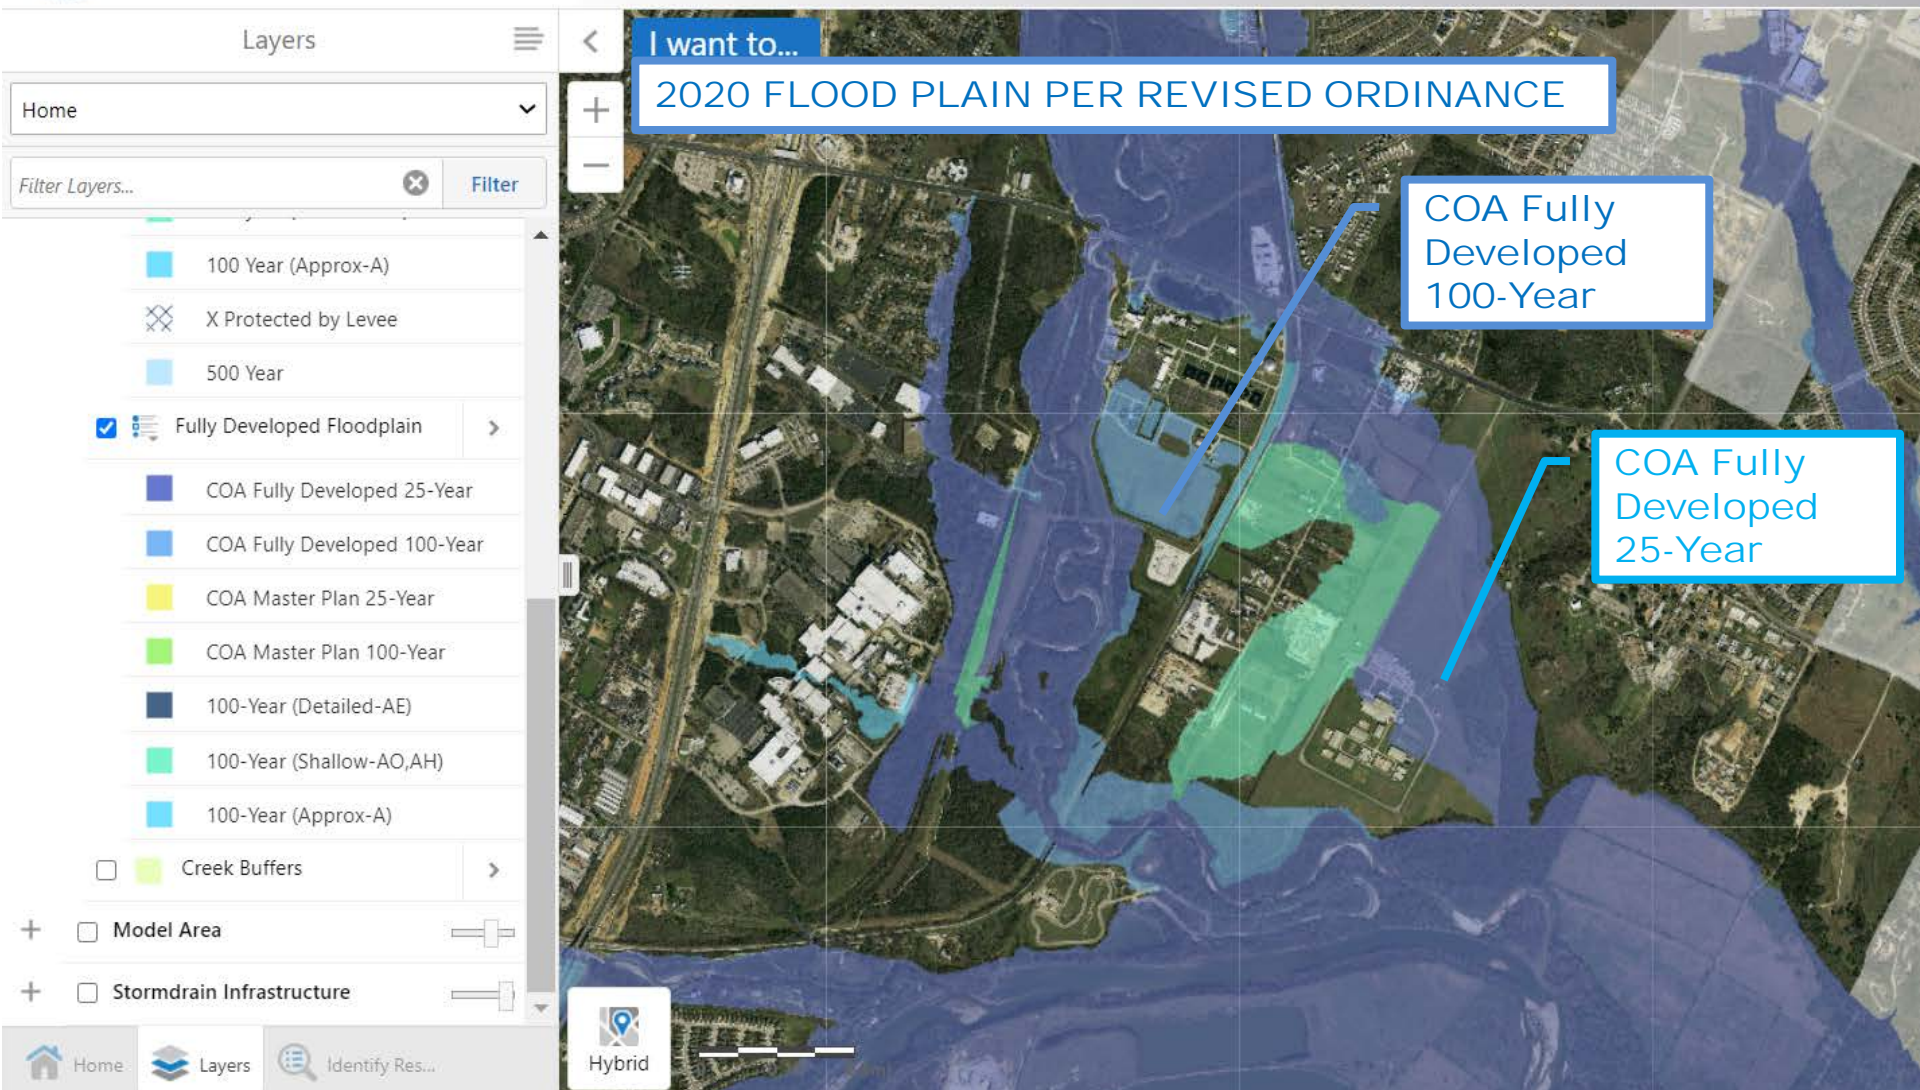 Layers
Home
Filter Layers...
Filter
100 Year (Approx-A)
X Protected by Levee
500 Year
Fully Developed Floodplain
COA Fully Developed 25-Year
COA Fully Developed 100-Year
COA Master Plan 25-Year
COA Master Plan 100-Year
100-Year (Detailed-AE)
100-Year (Shallow-AO,AH)
100-Year (Approx-A)
Creek Buffers
Model Area
Stormdrain Infrastructure
Home
Layers
Identify Res...
I want to...
2020 FLOOD PLAIN PER REVISED ORDINANCE
COA Fully
Developed
100-Year
COA Fully
Developed
25-Year
Hybrid